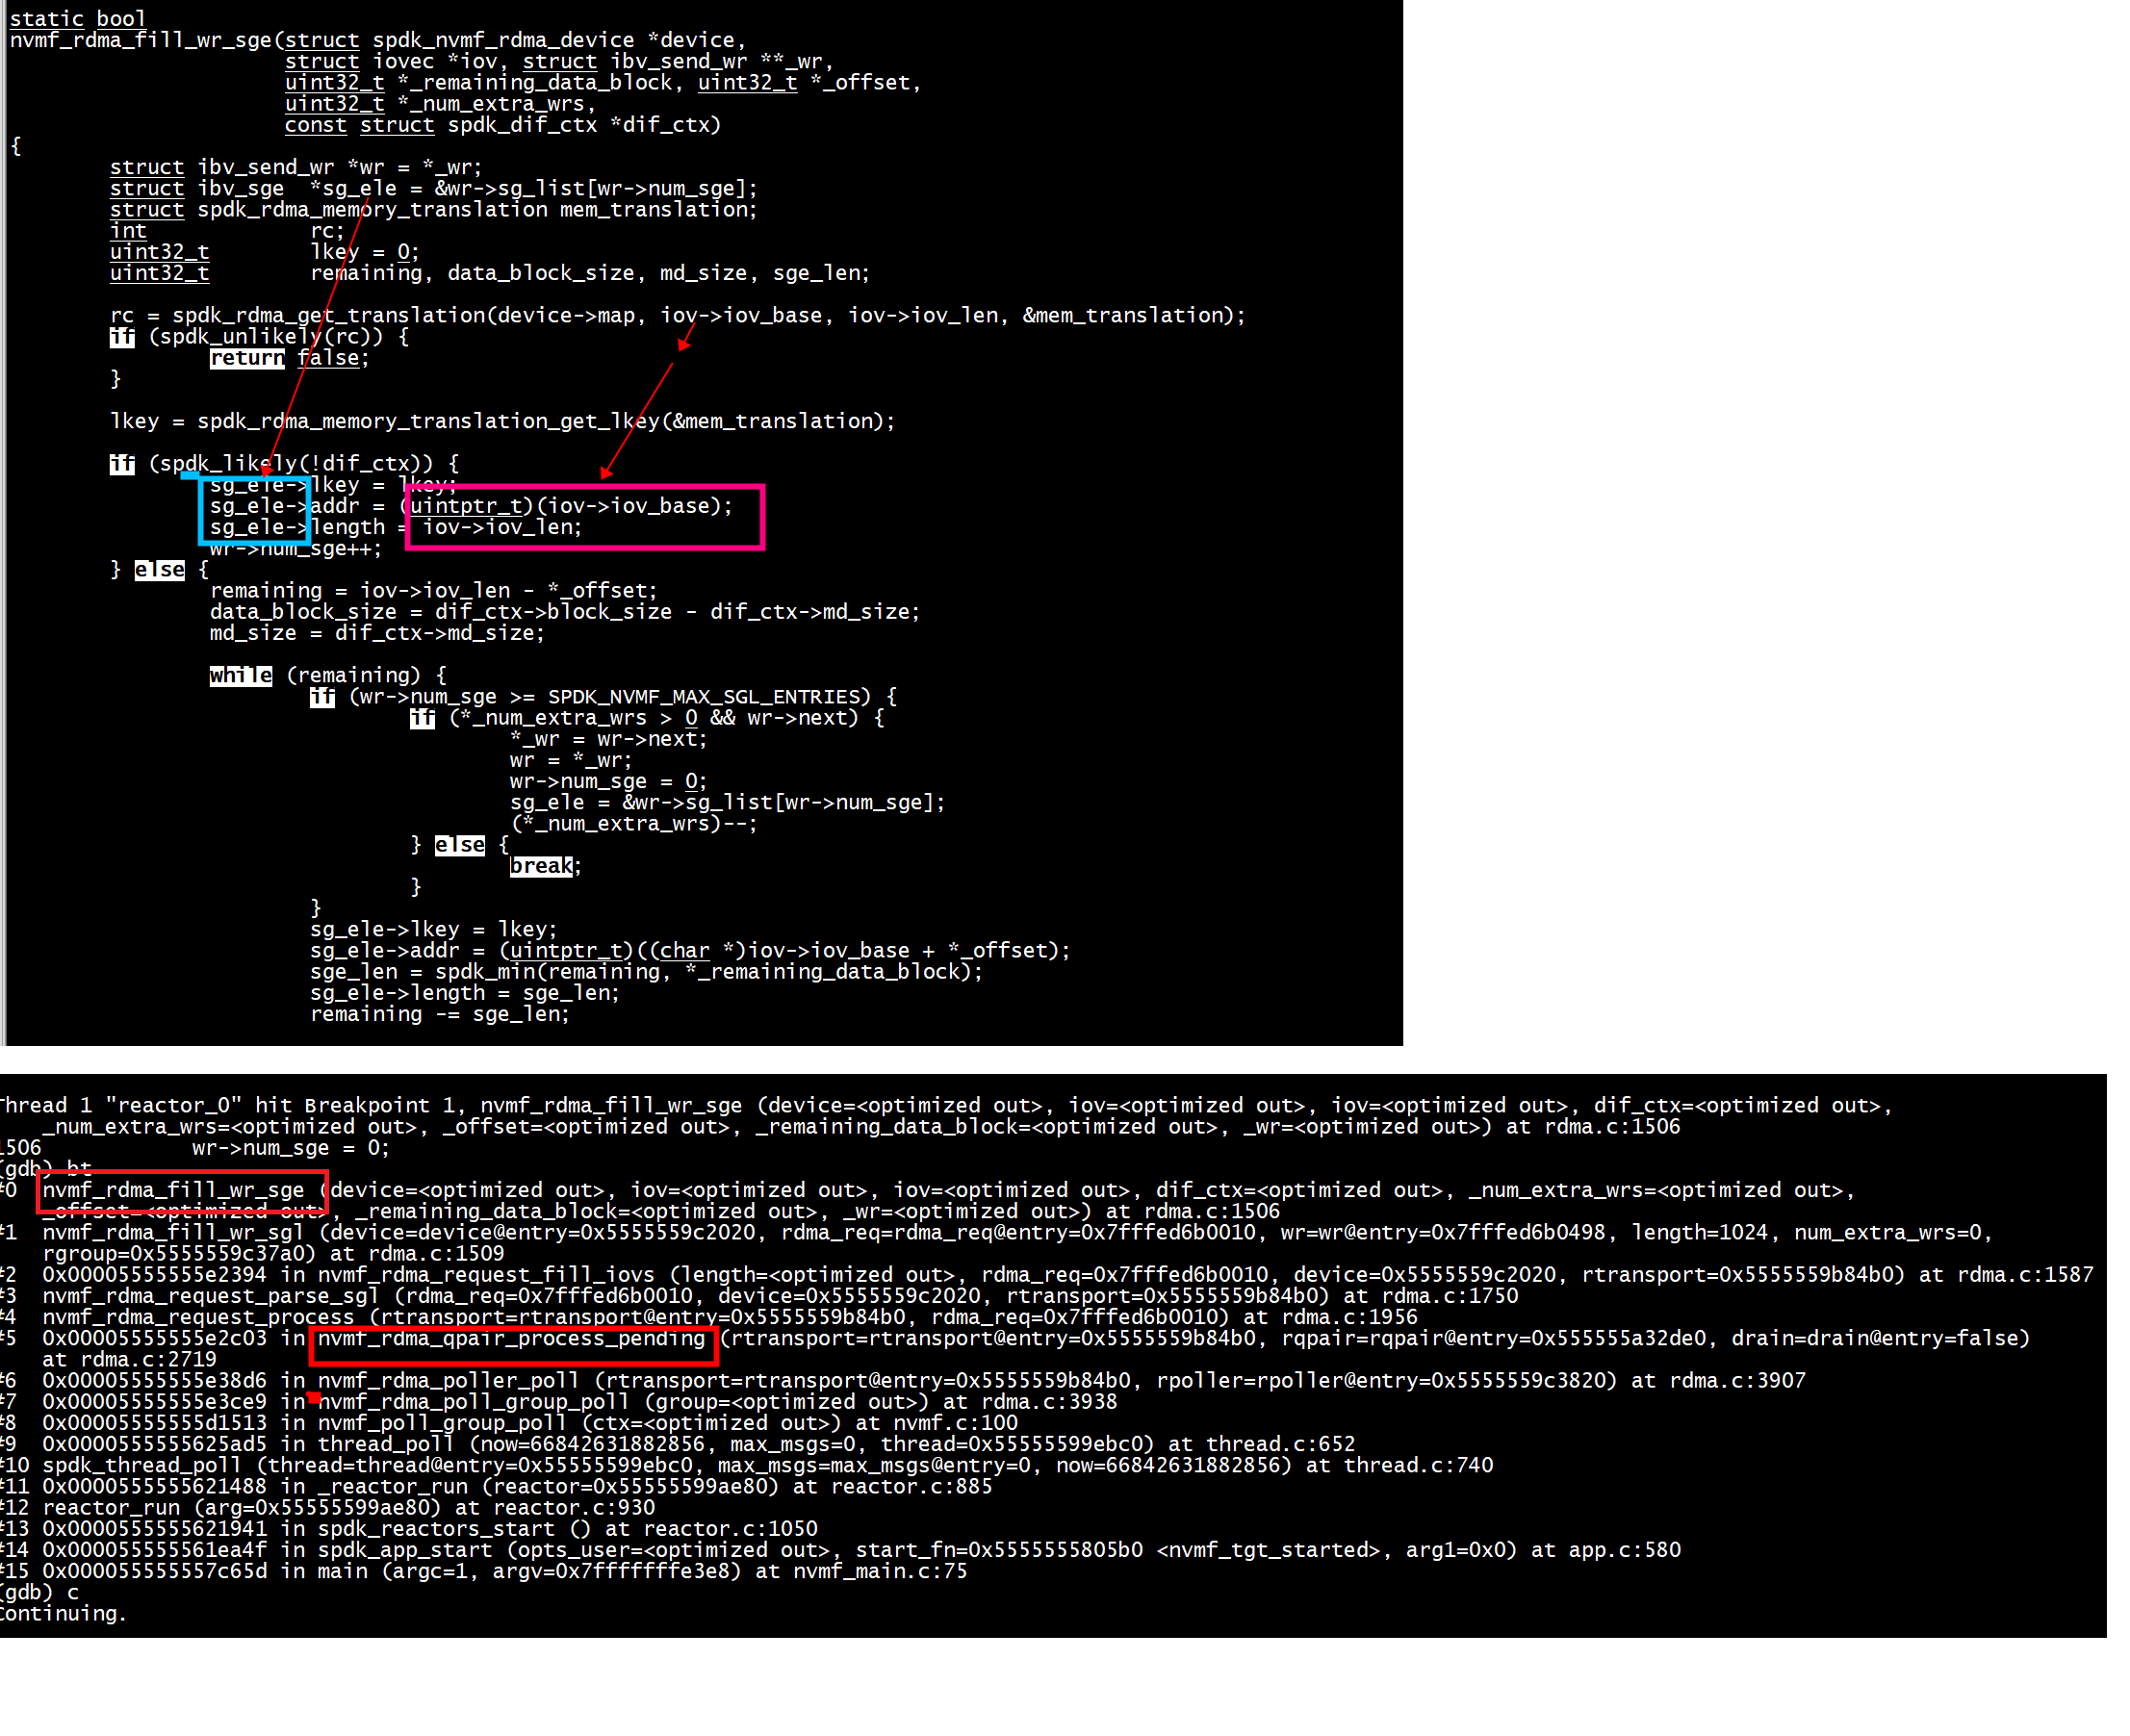 static bool
nvmf_rdma_fill_wr_sge(struct spdk_nvmf_rdma_device *device,
struct iovec *iov, struct ibv_send_wr **_wr,
uint32_t *_remaining_data_block, uint32_t *_offset,
uint32_t *_num_extra_wrs,
const struct spdk_dif_ctx *dif_ctx)
{
struct ibv_send_wr *wr = *_wr;
struct ibv_sge  *sg_ele = &wr->sg_list[wr->num_sge];
struct spdk_rdma_memory_translation mem_translation;
int             rc;
uint32_t        lkey = 0;
uint32_t        remaining, data_block_size, md_size, sge_len;
rc = spdk_rdma_get_translation(device->map, iov->iov_base, iov->iov_len, &mem_translation);
if (spdk_unlikely(rc)) {
return false;
}
lkey = spdk_rdma_memory_translation_get_lkey(&mem_translation);
if (spdk_likely(!dif_ctx)) {
sg_ele->lkey = lkey;
sg_ele->addr = (uintptr_t)(iov->iov_base);
sg_ele->length = iov->iov_len;
wr->num_sge++;
} else {
remaining = iov->iov_len - *_offset;
data_block_size = dif_ctx->block_size - dif_ctx->md_size;
md_size = dif_ctx->md_size;
while (remaining) {
if (wr->num_sge >= SPDK_NVMF_MAX_SGL_ENTRIES) {
if (*_num_extra_wrs > 0 && wr->next) {
*_wr = wr->next;
wr = *_wr;
wr->num_sge = 0;
sg_ele = &wr->sg_list[wr->num_sge];
(*_num_extra_wrs)--;
} else {
break;
}
}
sg_ele->lkey = lkey;
sg_ele->addr = (uintptr_t)((char *)iov->iov_base + *_offset);
sge_len = spdk_min(remaining, *_remaining_data_block);
sg_ele->length = sge_len;
remaining -= sge_len;
Thread 1 "reactor_0" hit Breakpoint 1, nvmf_rdma_fill_wr_sge (device=<optimized out>, iov=<optimized out>, iov=<optimized out>, dif_ctx=<optimized out>,
_num_extra_wrs=<optimized out>, _offset=<optimized out>, _remaining_data_block=<optimized out>, _wr=<optimized out>) at rdma.c:1506
1506            wr->num_sge = 0;
(gdb) bt
#0  nvmf_rdma_fill_wr_sge (device=<optimized out>, iov=<optimized out>, iov=<optimized out>, dif_ctx=<optimized out>, _num_extra_wrs=<optimized out>,
_offset=<optimized out>, _remaining_data_block=<optimized out>, _wr=<optimized out>) at rdma.c:1506
#1  nvmf_rdma_fill_wr_sgl (device=device@entry=0x5555559c2020, rdma_req=rdma_req@entry=0x7fffed6b0010, wr=wr@entry=0x7fffed6b0498, length=1024, num_extra_wrs=0,
rgroup=0x5555559c37a0) at rdma.c:1509
#2  0x00005555555e2394 in nvmf_rdma_request_fill_iovs (length=<optimized out>, rdma_req=0x7fffed6b0010, device=0x5555559c2020, rtransport=0x5555559b84b0) at rdma.c:1587
#3  nvmf_rdma_request_parse_sgl (rdma_req=0x7fffed6b0010, device=0x5555559c2020, rtransport=0x5555559b84b0) at rdma.c:1750
#4  nvmf_rdma_request_process (rtransport=rtransport@entry=0x5555559b84b0, rdma_req=0x7fffed6b0010) at rdma.c:1956
#5  0x00005555555e2c03 in nvmf_rdma_qpair_process_pending (rtransport=rtransport@entry=0x5555559b84b0, rqpair=rqpair@entry=0x555555a32de0, drain=drain@entry=false)
at rdma.c:2719
#6  0x00005555555e38d6 in nvmf_rdma_poller_poll (rtransport=rtransport@entry=0x5555559b84b0, rpoller=rpoller@entry=0x5555559c3820) at rdma.c:3907
#7  0x00005555555e3ce9 in nvmf_rdma_poll_group_poll (group=<optimized out>) at rdma.c:3938
#8  0x00005555555d1513 in nvmf_poll_group_poll (ctx=<optimized out>) at nvmf.c:100
#9  0x0000555555625ad5 in thread_poll (now=66842631882856, max_msgs=0, thread=0x55555599ebc0) at thread.c:652
#10 spdk_thread_poll (thread=thread@entry=0x55555599ebc0, max_msgs=max_msgs@entry=0, now=66842631882856) at thread.c:740
#11 0x0000555555621488 in _reactor_run (reactor=0x55555599ae80) at reactor.c:885
#12 reactor_run (arg=0x55555599ae80) at reactor.c:930
#13 0x0000555555621941 in spdk_reactors_start () at reactor.c:1050
#14 0x000055555561ea4f in spdk_app_start (opts_user=<optimized out>, start_fn=0x5555555805b0 <nvmf_tgt_started>, arg1=0x0) at app.c:580
#15 0x000055555557c65d in main (argc=1, argv=0x7fffffffe3e8) at nvmf_main.c:75
(gdb) c
Continuing.